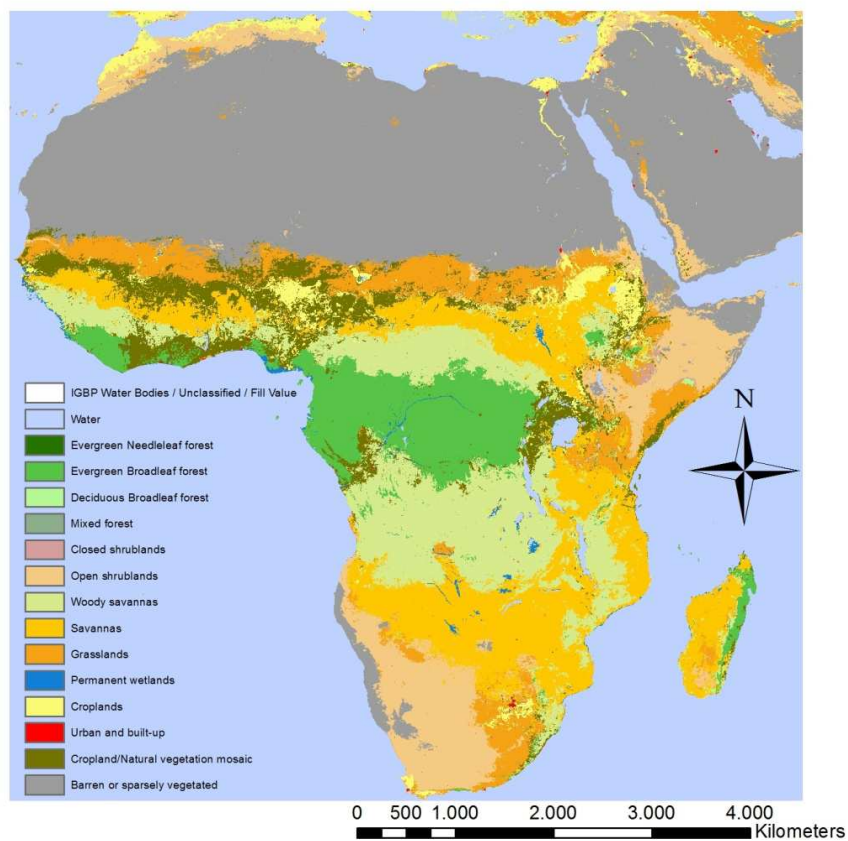 IGBP Water Bodies / Unclassified / Fill Value
Water
Evergreen Needleleaf forest
Evergreen Broadleaf forest
Deciduous Broadleaf forest
Mixed forest
Closed shrublands
Open shrublands
Woody savannas
Savannas
Grasslands
Permanent wetlands
Croplands
Urban and built-up
Cropland/Natural vegetation mosaic
Barren or sparsely vegetated
N
0 500 1.000 2.000 3.000 4.000
Kilometers